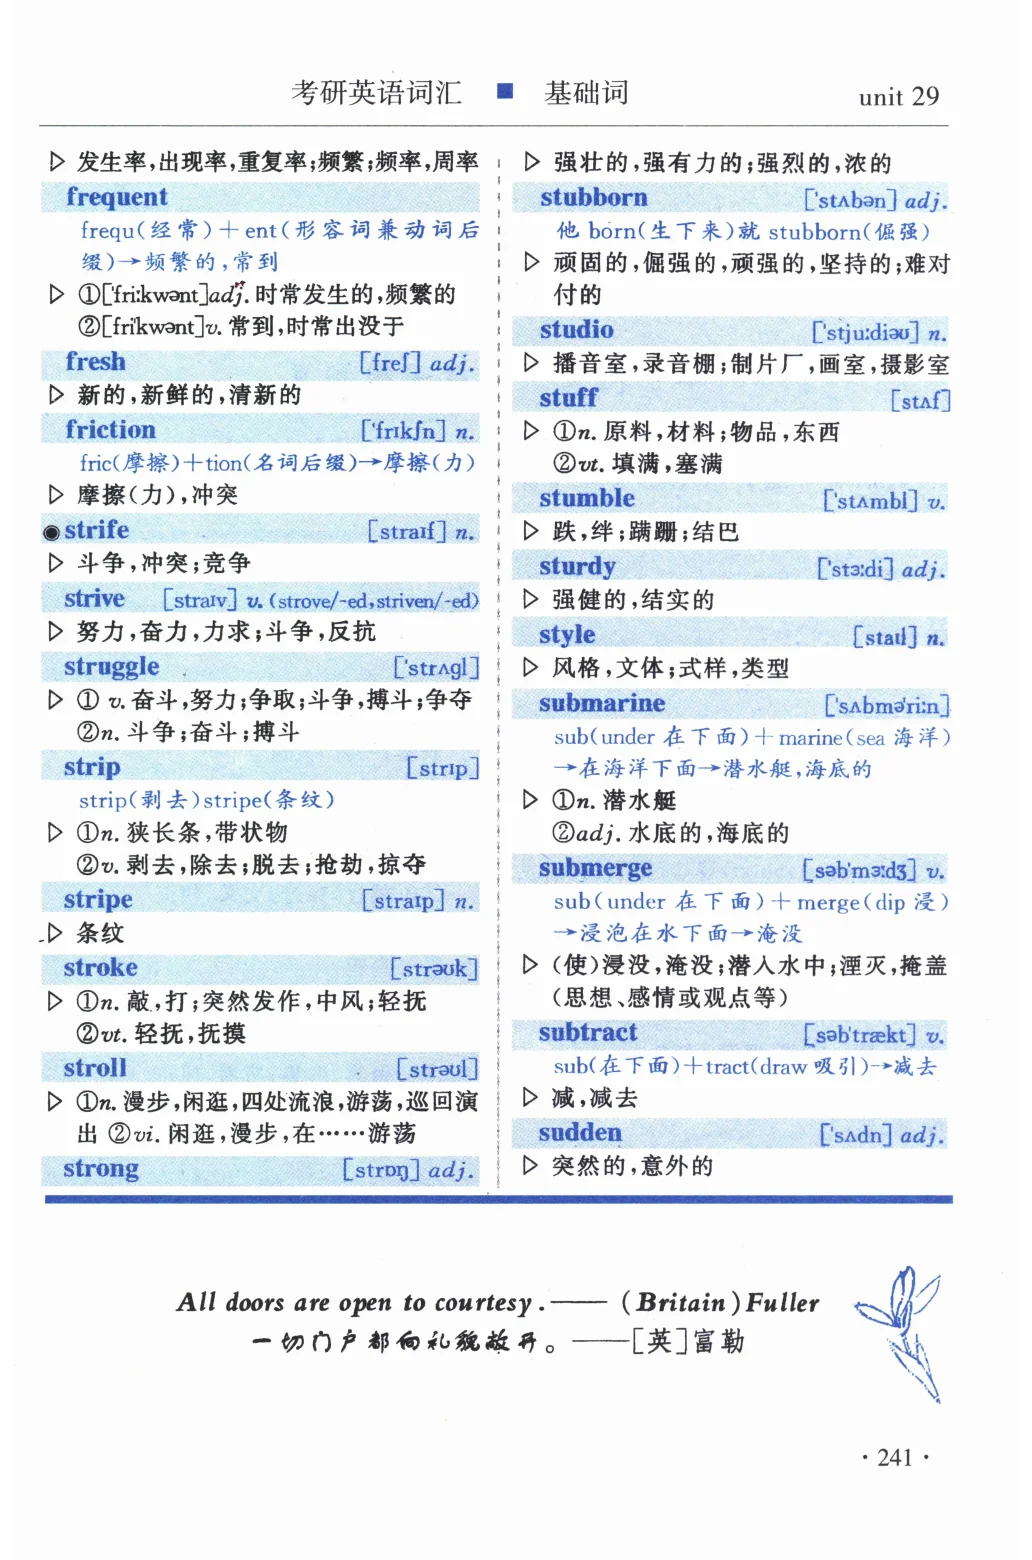 考研英语词汇 ■ 基础词
unit 29
▷ 发生率,出现率,重复率;频繁;频率,周率
frequent
frequ(经常)+ent(形容词兼动词后
缀)→频繁的,常到
▷ ①['fri:kwənt]adj.时常发生的,频繁的
②[fri'kwənt]v.常到,时常出没于
fresh [freʃ] adj.
▷ 新的,新鲜的,清新的
friction ['frɪkʃn] n.
fric(摩擦)+tion(名词后缀)→摩擦(力)
▷ 摩擦(力),冲突
◉strife [straɪf] n.
▷ 斗争,冲突;竞争
strive [straɪv] v.(strove/-ed,striven/-ed)
▷ 努力,奋力,力求;斗争,反抗
struggle ['strʌgl]
▷ ① v.奋斗,努力;争取;斗争,搏斗;争夺
②n.斗争;奋斗;搏斗
strip [strɪp]
strip(剥去)stripe(条纹)
▷ ①n.狭长条,带状物
②v.剥去,除去;脱去;抢劫,掠夺
stripe [straɪp] n.
▷ 条纹
stroke [strəʊk]
▷ ①n.敲,打;突然发作,中风;轻抚
②vt.轻抚,抚摸
stroll [strəʊl]
▷ ①n.漫步,闲逛,四处流浪,游荡,巡回演
出 ②vi.闲逛,漫步,在……游荡
strong [strɒŋ] adj.
▷ 强壮的,强有力的;强烈的,浓的
stubborn ['stʌbən] adj.
他 born(生下来)就 stubborn(倔强)
▷ 顽固的,倔强的,顽强的,坚持的;难对
付的
studio ['stju:diəʊ] n.
▷ 播音室,录音棚;制片厂,画室,摄影室
stuff [stʌf]
▷ ①n.原料,材料;物品,东西
②vt.填满,塞满
stumble ['stʌmbl] v.
▷ 跌,绊;蹒跚;结巴
sturdy ['stɜ:di] adj.
▷ 强健的,结实的
style [staɪl] n.
▷ 风格,文体;式样,类型
submarine ['sʌbmə'ri:n]
sub(under 在下面)+marine(sea 海洋)
→在海洋下面→潜水艇,海底的
▷ ①n.潜水艇
②adj.水底的,海底的
submerge [səb'mɜ:dʒ] v.
sub(under 在下面)+merge(dip 浸)
→浸泡在水下面→淹没
▷ (使)浸没,淹没;潜入水中;湮灭,掩盖
(思想、感情或观点等)
subtract [səb'trækt] v.
sub(在下面)+tract(draw 吸引)→减去
▷ 减,减去
sudden ['sʌdn] adj.
▷ 突然的,意外的
All doors are open to courtesy.—— (Britain)Fuller
一切门户都向礼貌敞开。——[英]富勒
·241·